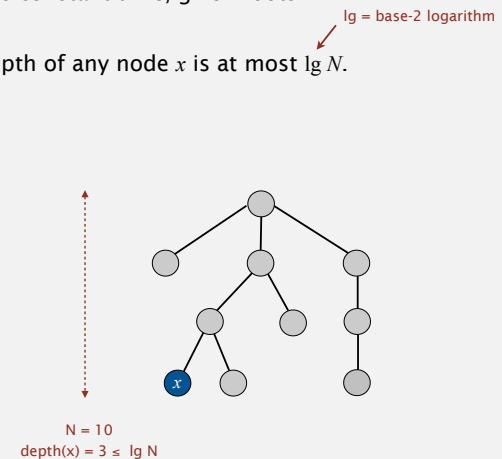 lg = base-2 logarithm
pth of any node x is at most lg N.
x
N = 10
depth(x) = 3 ≤ lg N